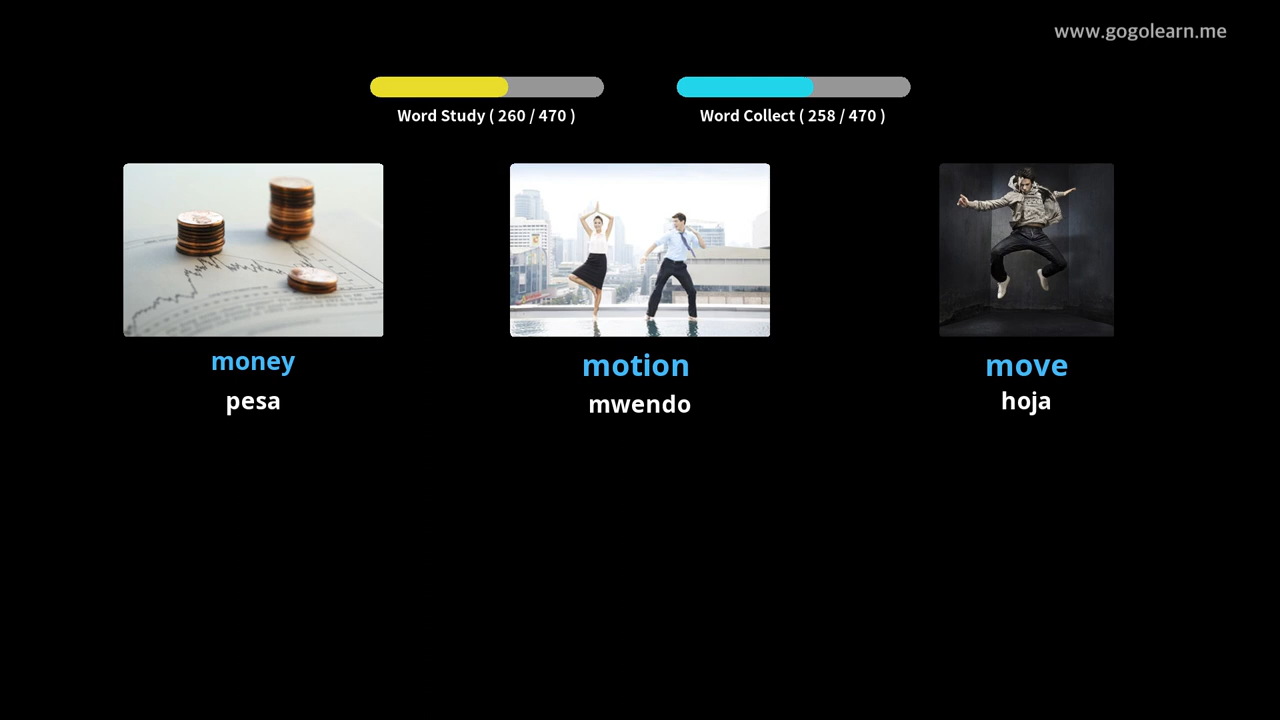 www.gogolearn.me
Word Study ( 260 / 470 )
Word Collect ( 258 / 470 )
money
pesa
motion
mwendo
move
hoja